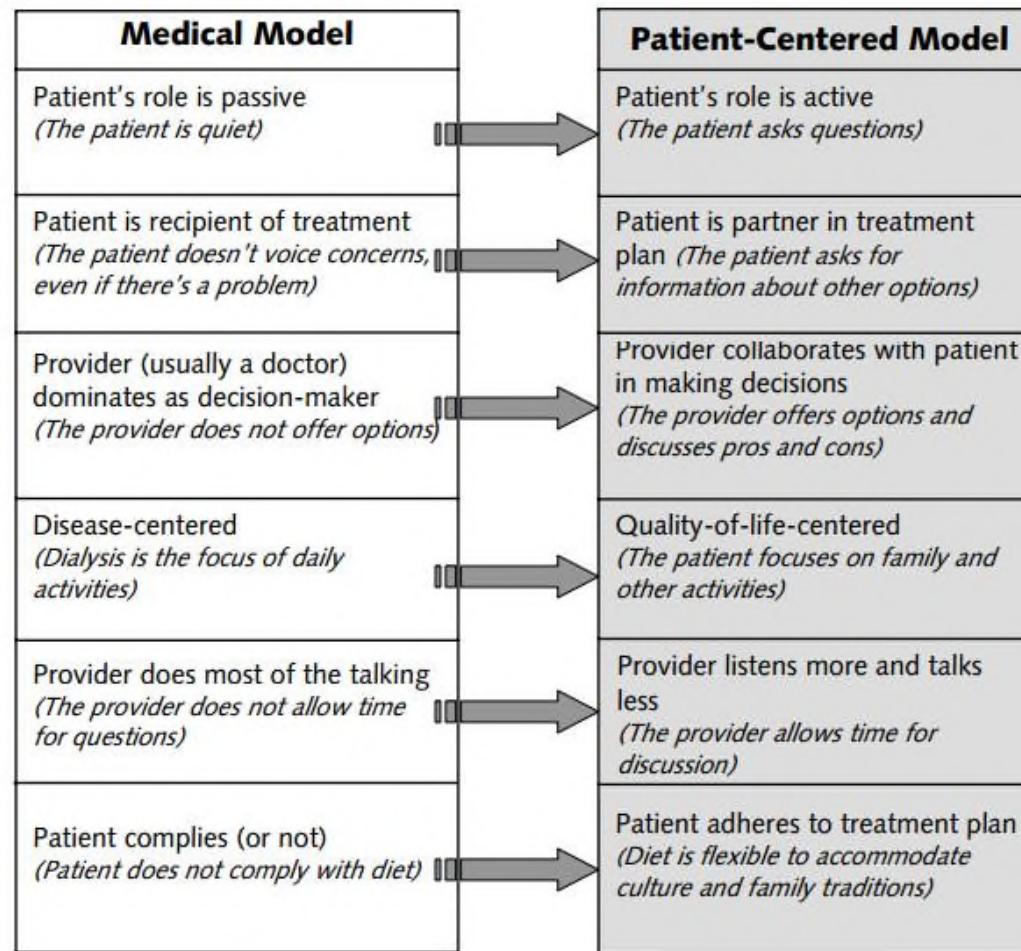 Medical Model
Patient-Centered Model
Patient's role is passive
(The patient is quiet)
Patient's role is active
(The patient asks questions)
Patient is recipient of treatment
(The patient doesn't voice concerns,
even if there's a problem)
Patient is partner in treatment
plan (The patient asks for
information about other options)
Provider (usually a doctor)
dominates as decision-maker
(The provider does not offer options)
Provider collaborates with patient
in making decisions
(The provider offers options and
discusses pros and cons)
Disease-centered
(Dialysis is the focus of daily
activities)
Quality-of-life-centered
(The patient focuses on family and
other activities)
Provider does most of the talking
(The provider does not allow time
for questions)
Provider listens more and talks
less
(The provider allows time for
discussion)
Patient complies (or not)
(Patient does not comply with diet)
Patient adheres to treatment plan
(Diet is flexible to accommodate
culture and family traditions)